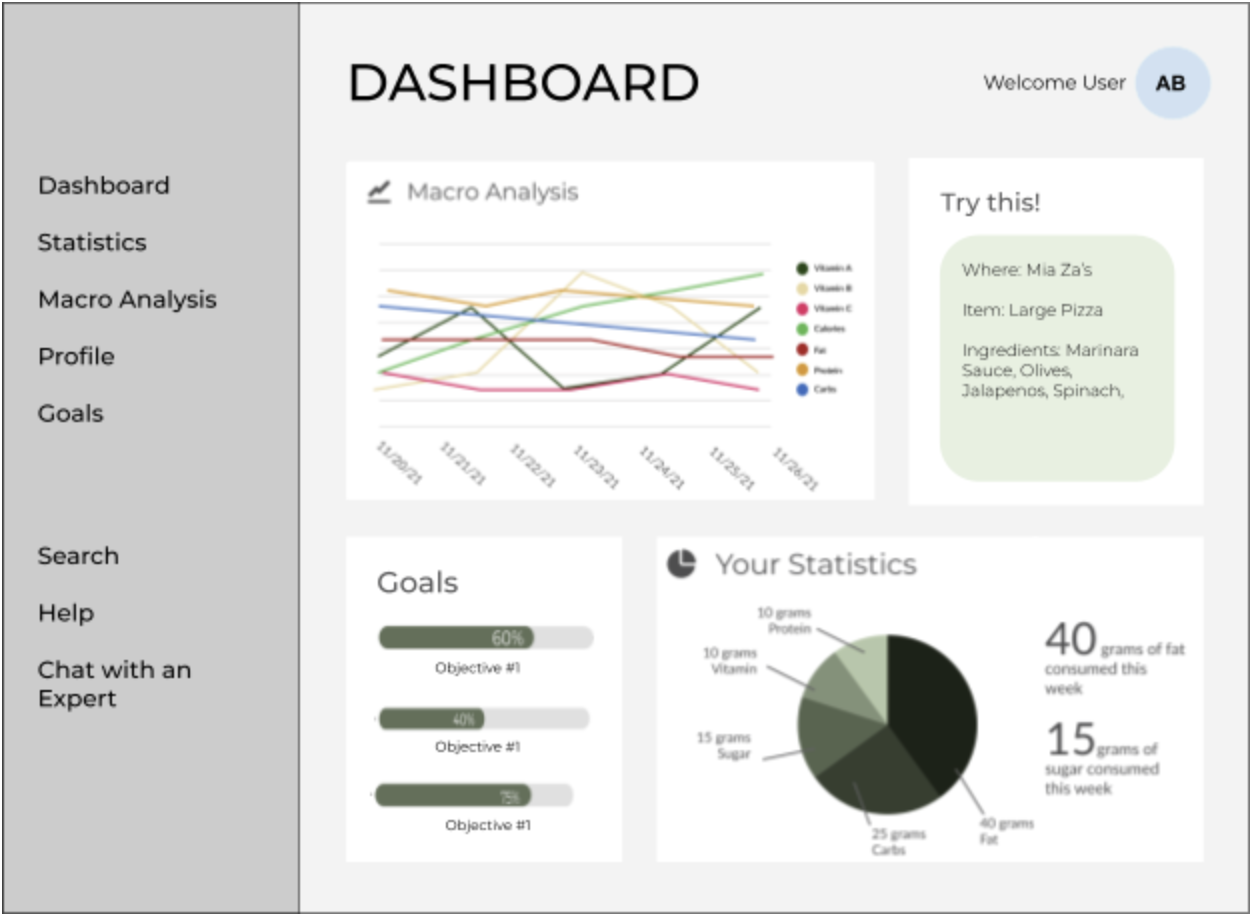 DASHBOARD
Welcome User
AB
Dashboard
Statistics
Macro Analysis
Profile
Goals
Search
Help
Chat with an
Expert
Macro Analysis
Vitamin A
Vitamin B
Vitamin C
Calories
Fat
Protein
Carbs
11/20/21
11/21/21
11/22/21
11/23/21
11/24/21
11/25/21
11/26/21
Try this!
Where: Mia Za's
Item: Large Pizza
Ingredients: Marinara
Sauce, Olives,
Jalapenos, Spinach,
Goals
60%
Objective #1
40%
Objective #1
75%
Objective #1
Your Statistics
10 grams
Protein
10 grams
Vitamin
15 grams
Sugar
25 grams
Carbs
40 grams
Fat
40 grams of fat
consumed this
week
15 grams of
sugar consumed
this week